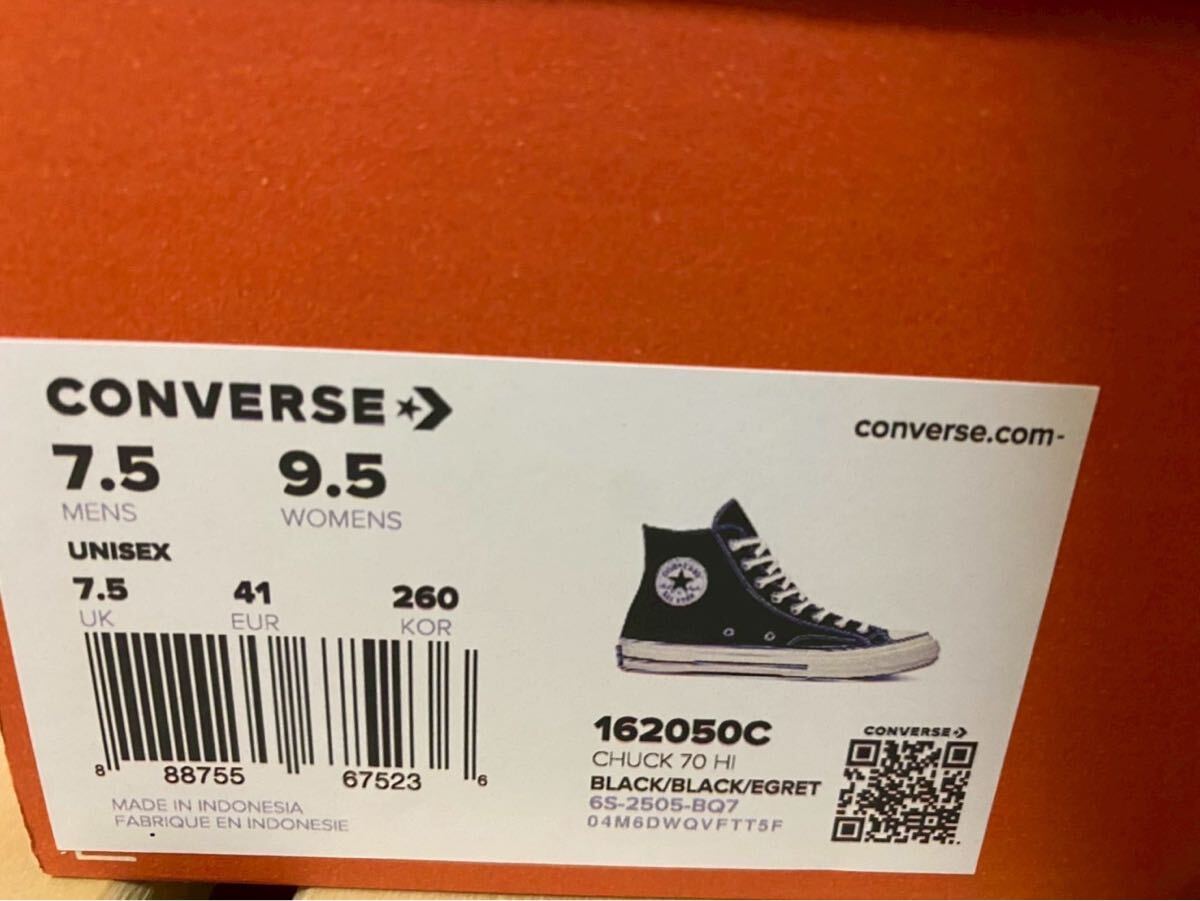 CONVERSE
converse.com-
7.5 9.5
MENS WOMENS
UNISEX
7.5 41 260
UK EUR KOR
8 88755 67523 6
MADE IN INDONESIA
FABRIQUE EN INDONESIE
162050C
CHUCK 70 HI
BLACK/BLACK/EGRET
6S-2505-BQ7
04M6DWQVFTT5F
CONVERSE